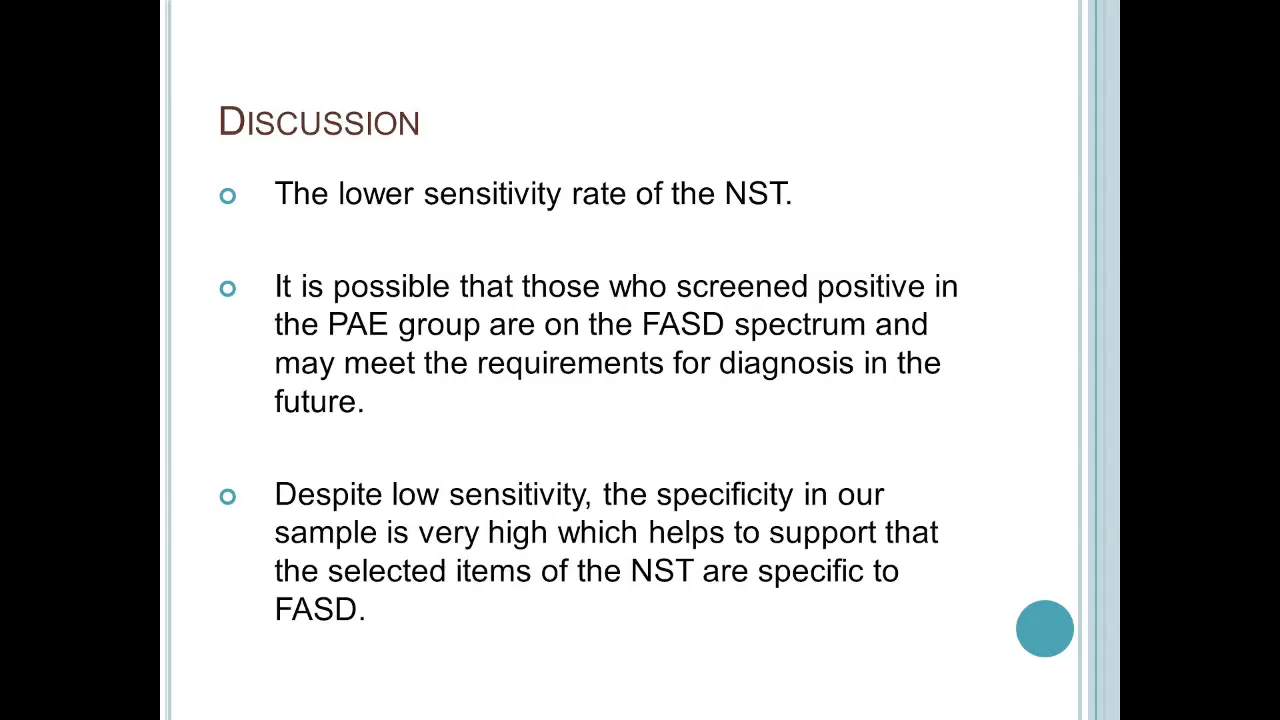 DISCUSSION
The lower sensitivity rate of the NST.
It is possible that those who screened positive in
the PAE group are on the FASD spectrum and
may meet the requirements for diagnosis in the
future.
Despite low sensitivity, the specificity in our
sample is very high which helps to support that
the selected items of the NST are specific to
FASD.